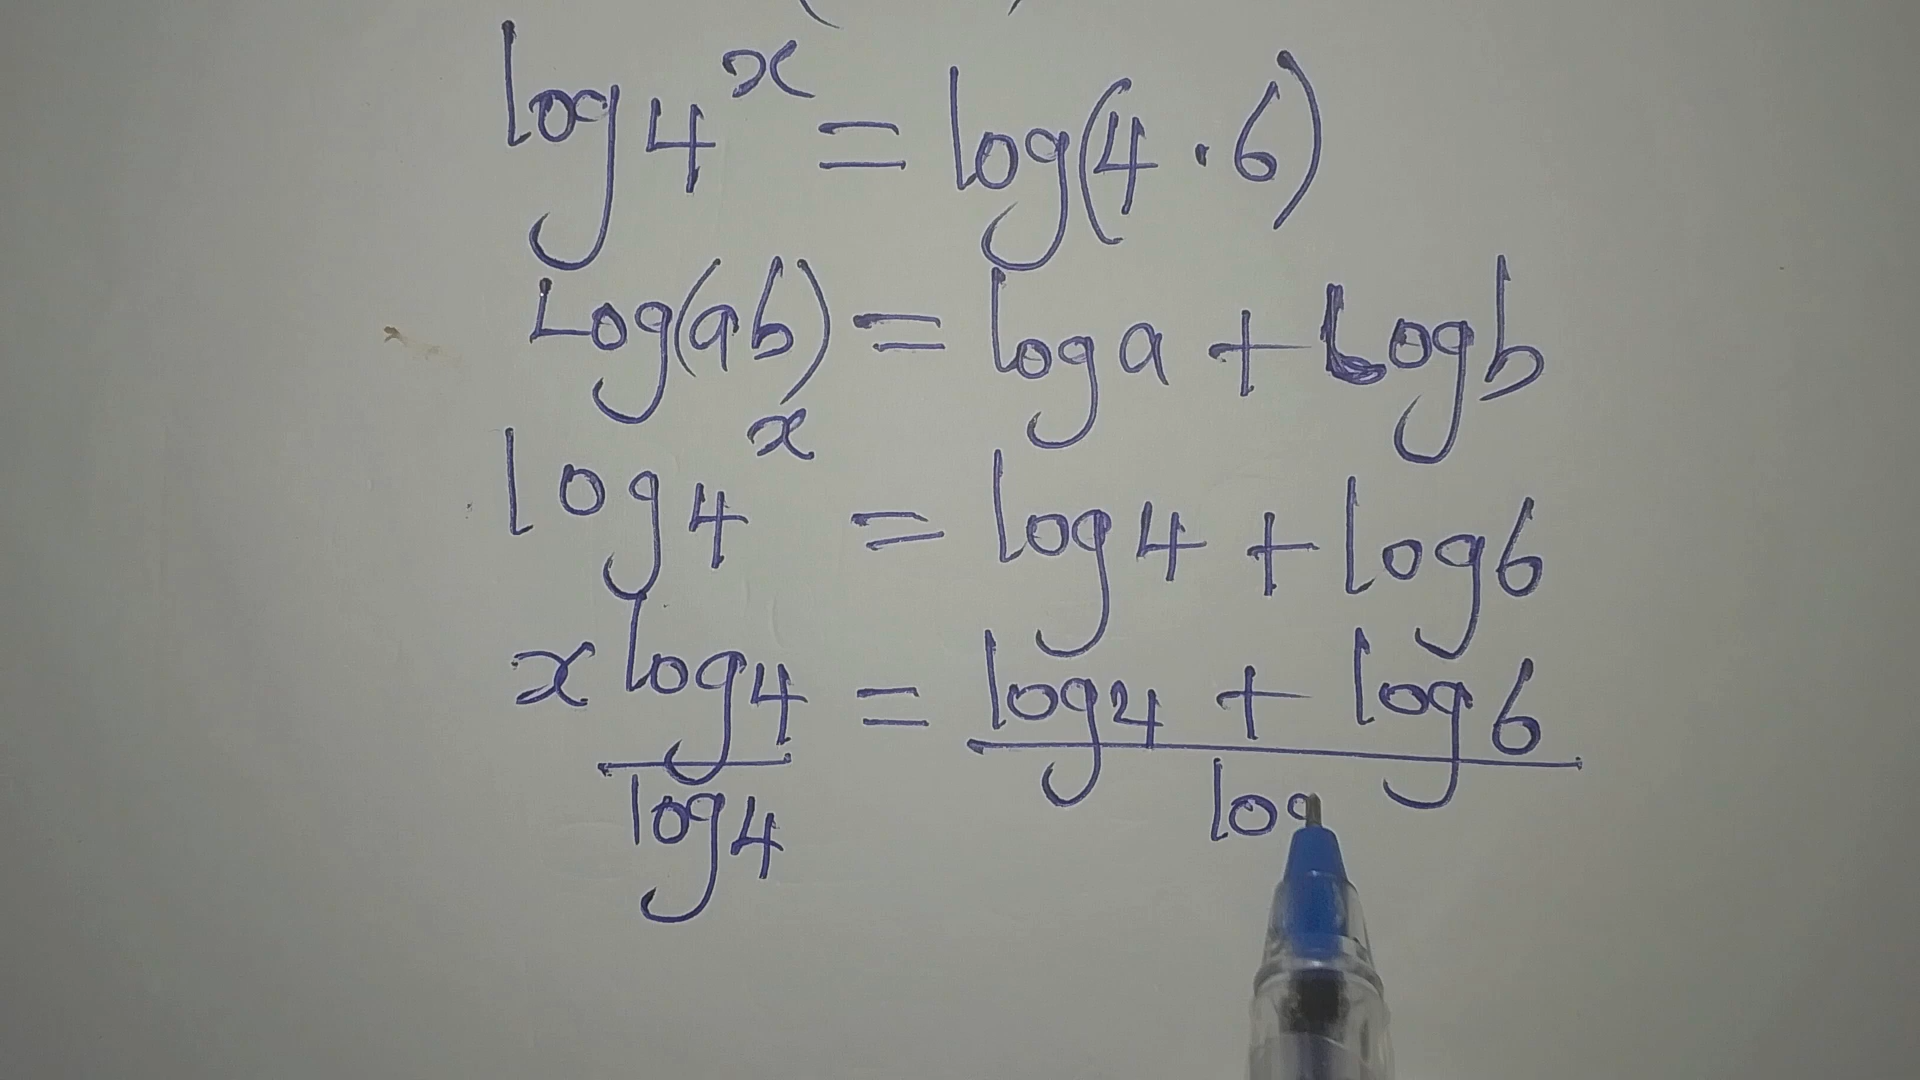 log 4^x = log(4 · 6)
Log(ab) = log a + Log b
log 4^x = log 4 + log 6
x log 4 / log 4 = log 4 + log 6 / log